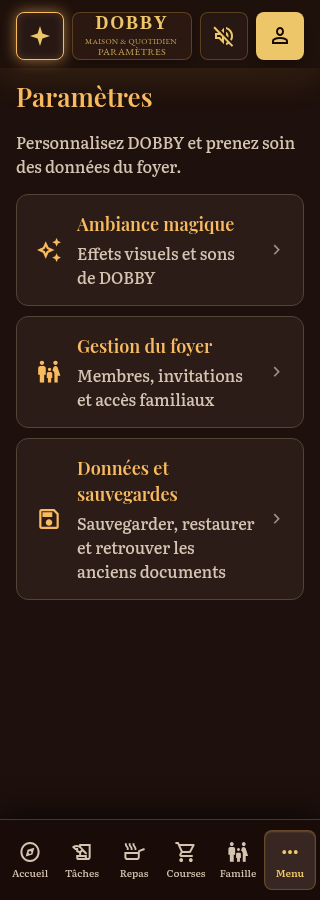 DOBBY
MAISON & QUOTIDIEN
PARAMÈTRES
Paramètres
Personnalisez DOBBY et prenez soin
des données du foyer.
Ambiance magique
Effets visuels et sons
de DOBBY
Gestion du foyer
Membres, invitations
et accès familiaux
Données et
sauvegardes
Sauvegarder, restaurer
et retrouver les
anciens documents
Accueil
Tâches
Repas
Courses
Famille
Menu